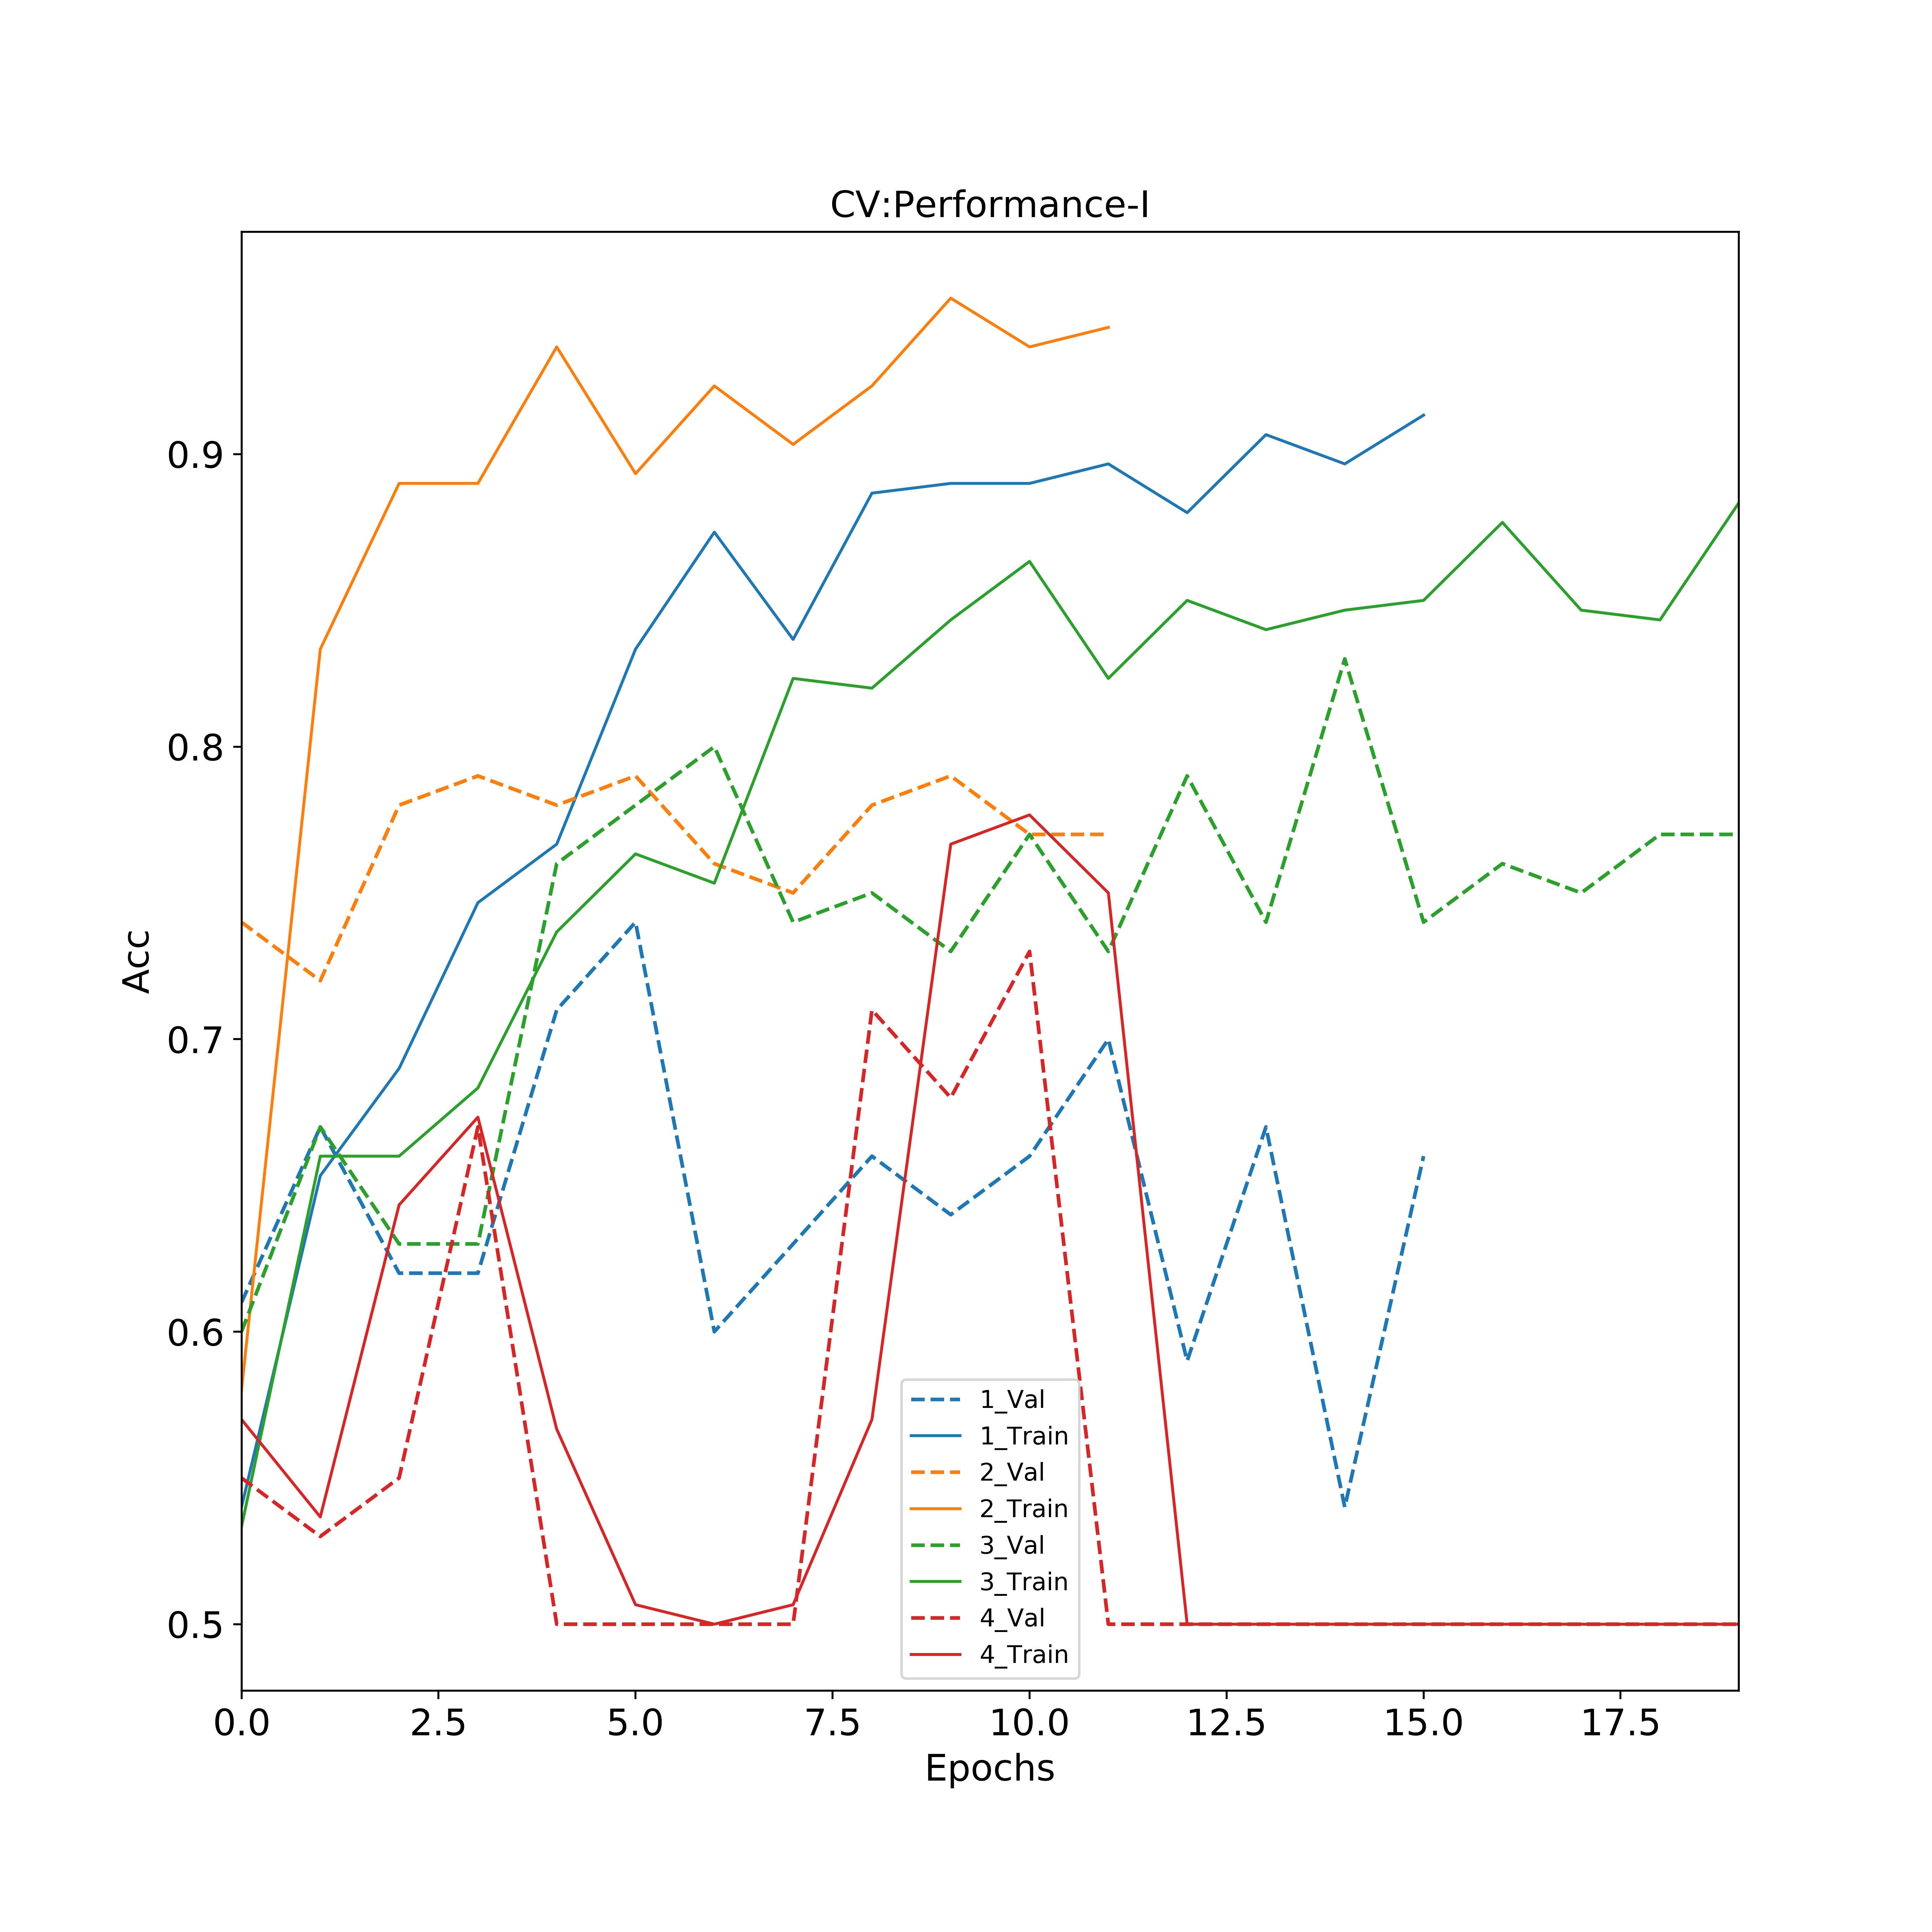 CV:Performance-I
Acc
0.9
0.8
0.7
0.6
0.5
1_Val
1_Train
2_Val
2_Train
3_Val
3_Train
4_Val
4_Train
0.0 2.5 5.0 7.5 10.0 12.5 15.0 17.5
Epochs